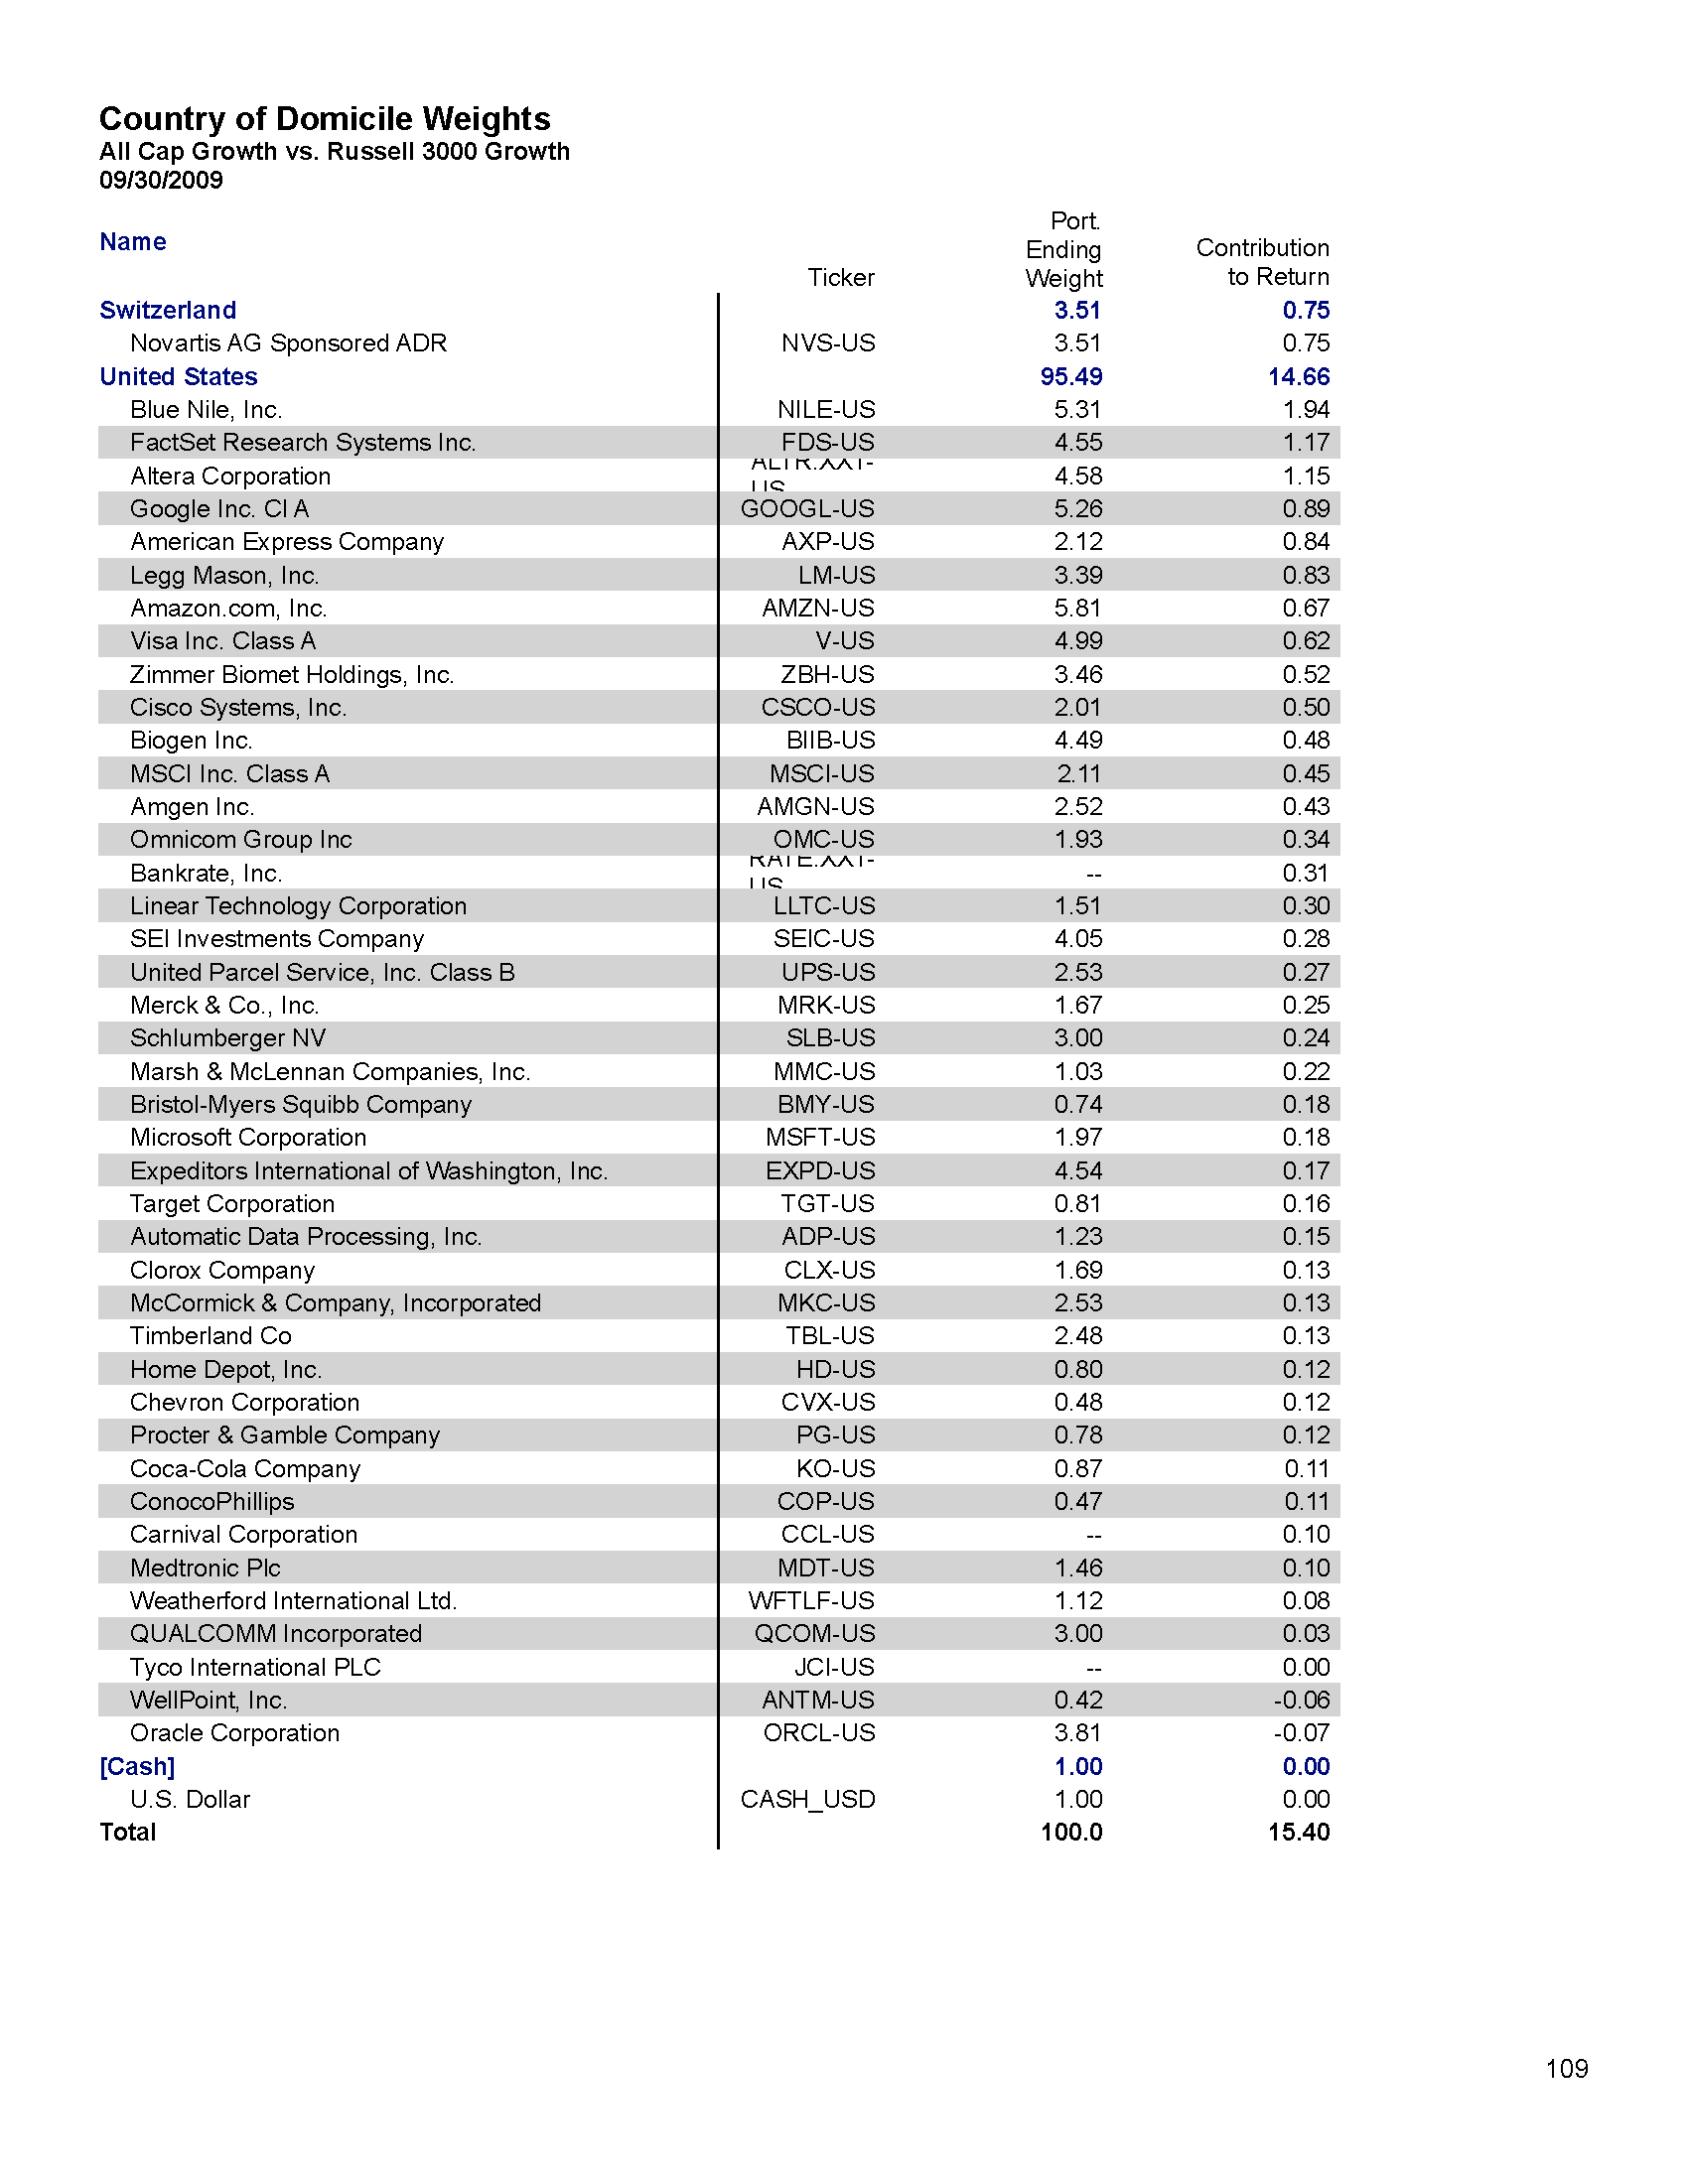 Country of Domicile Weights
All Cap Growth vs. Russell 3000 Growth
09/30/2009
Name Ticker Port. Ending Weight Contribution to Return
Switzerland 3.51 0.75
Novartis AG Sponsored ADR NVS-US 3.51 0.75
United States 95.49 14.66
Blue Nile, Inc. NILE-US 5.31 1.94
FactSet Research Systems Inc. FDS-US 4.55 1.17
Altera Corporation ALTR.XX1-US 4.58 1.15
Google Inc. Cl A GOOGL-US 5.26 0.89
American Express Company AXP-US 2.12 0.84
Legg Mason, Inc. LM-US 3.39 0.83
Amazon.com, Inc. AMZN-US 5.81 0.67
Visa Inc. Class A V-US 4.99 0.62
Zimmer Biomet Holdings, Inc. ZBH-US 3.46 0.52
Cisco Systems, Inc. CSCO-US 2.01 0.50
Biogen Inc. BIIB-US 4.49 0.48
MSCI Inc. Class A MSCI-US 2.11 0.45
Amgen Inc. AMGN-US 2.52 0.43
Omnicom Group Inc OMC-US 1.93 0.34
Bankrate, Inc. RATE.XX1-US -- 0.31
Linear Technology Corporation LLTC-US 1.51 0.30
SEI Investments Company SEIC-US 4.05 0.28
United Parcel Service, Inc. Class B UPS-US 2.53 0.27
Merck & Co., Inc. MRK-US 1.67 0.25
Schlumberger NV SLB-US 3.00 0.24
Marsh & McLennan Companies, Inc. MMC-US 1.03 0.22
Bristol-Myers Squibb Company BMY-US 0.74 0.18
Microsoft Corporation MSFT-US 1.97 0.18
Expeditors International of Washington, Inc. EXPD-US 4.54 0.17
Target Corporation TGT-US 0.81 0.16
Automatic Data Processing, Inc. ADP-US 1.23 0.15
Clorox Company CLX-US 1.69 0.13
McCormick & Company, Incorporated MKC-US 2.53 0.13
Timberland Co TBL-US 2.48 0.13
Home Depot, Inc. HD-US 0.80 0.12
Chevron Corporation CVX-US 0.48 0.12
Procter & Gamble Company PG-US 0.78 0.12
Coca-Cola Company KO-US 0.87 0.11
ConocoPhillips COP-US 0.47 0.11
Carnival Corporation CCL-US -- 0.10
Medtronic Plc MDT-US 1.46 0.10
Weatherford International Ltd. WFTLF-US 1.12 0.08
QUALCOMM Incorporated QCOM-US 3.00 0.03
Tyco International PLC JCI-US -- 0.00
WellPoint, Inc. ANTM-US 0.42 -0.06
Oracle Corporation ORCL-US 3.81 -0.07
[Cash] 1.00 0.00
U.S. Dollar CASH_USD 1.00 0.00
Total 100.0 15.40
109